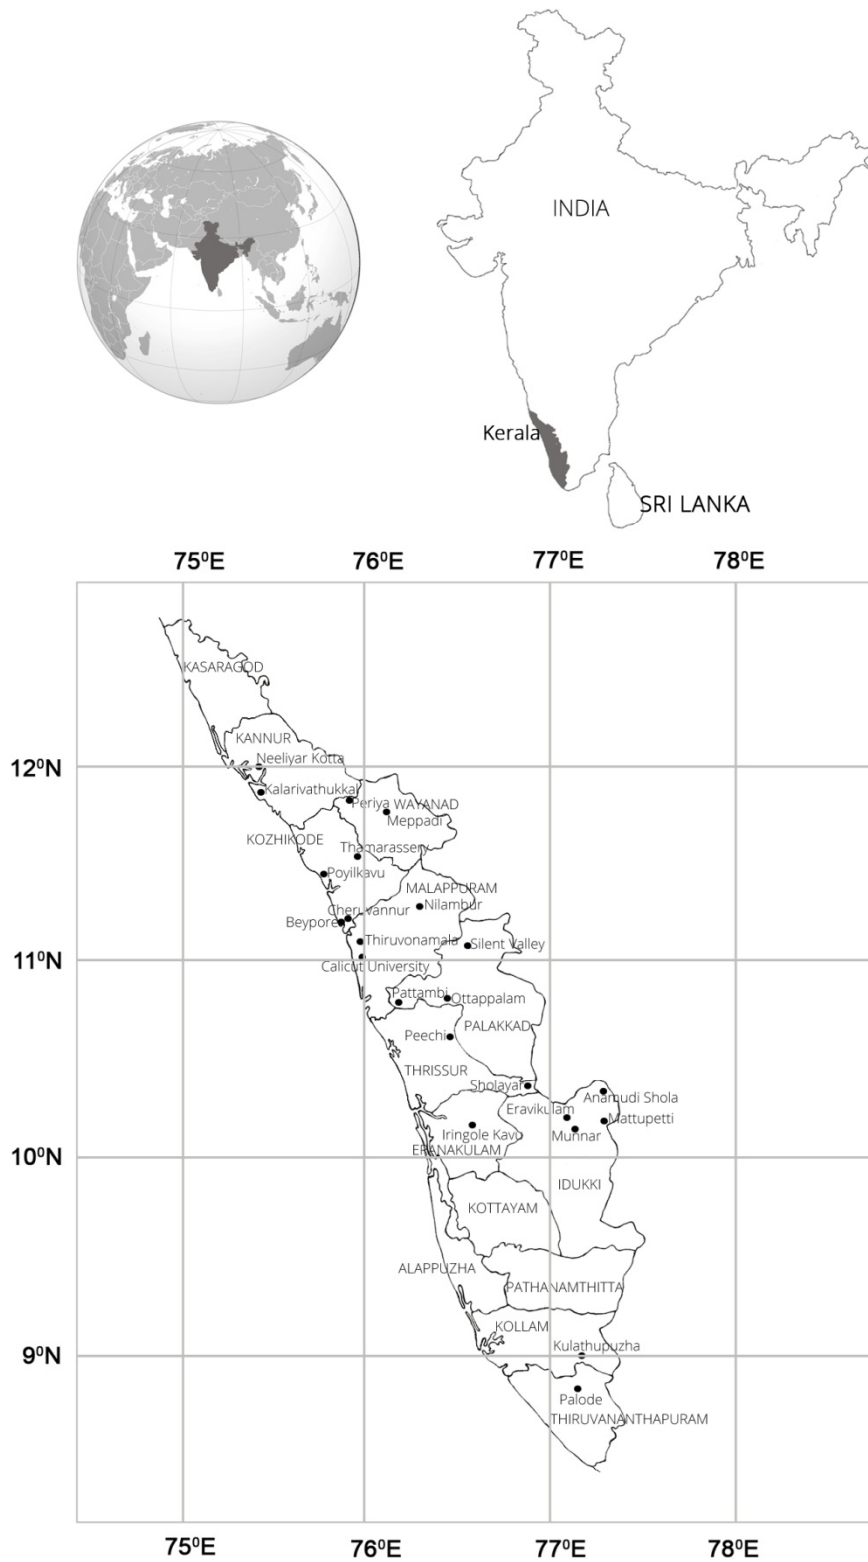 INDIA
Kerala
SRI LANKA
75⁰E 76⁰E 77⁰E 78⁰E
KASARAGOD
KANNUR
Neeliyar Kotta
12⁰N
Kalarivathukkal
Periya WAYANAD
Meppadi
KOZHIKODE
Thamarassery
Poyilkavu
MALAPPURAM
Nilambur
Cheruvannur
Beypore
Thiruvonamala
Silent Valley
11⁰N
Calicut University
Pattambi
Ottappalam
PALAKKAD
Peechi
THRISSUR
Sholayar
Anamudi Shola
Eravikulam
Mattupetti
Iringole Kavu
Munnar
ERANAKULAM
10⁰N
IDUKKI
KOTTAYAM
ALAPPUZHA
PATHANAMTHITTA
KOLLAM
Kulathupuzha
9⁰N
Palode
THIRUVANANTHAPURAM
75⁰E 76⁰E 77⁰E 78⁰E